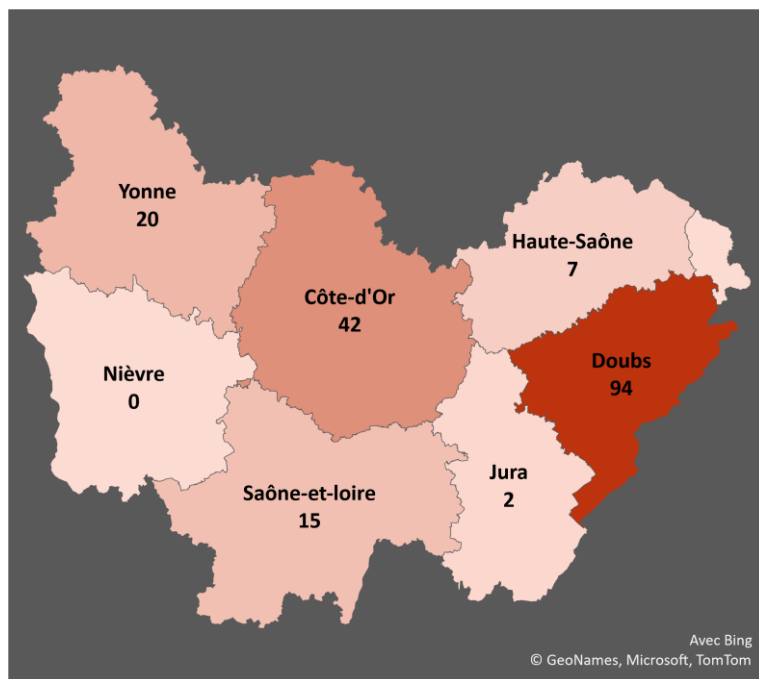 Yonne
20
Haute-Saône
7
Côte-d'Or
42
Doubs
94
Nièvre
0
Jura
2
Saône-et-loire
15
Avec Bing
© GeoNames, Microsoft, TomTom